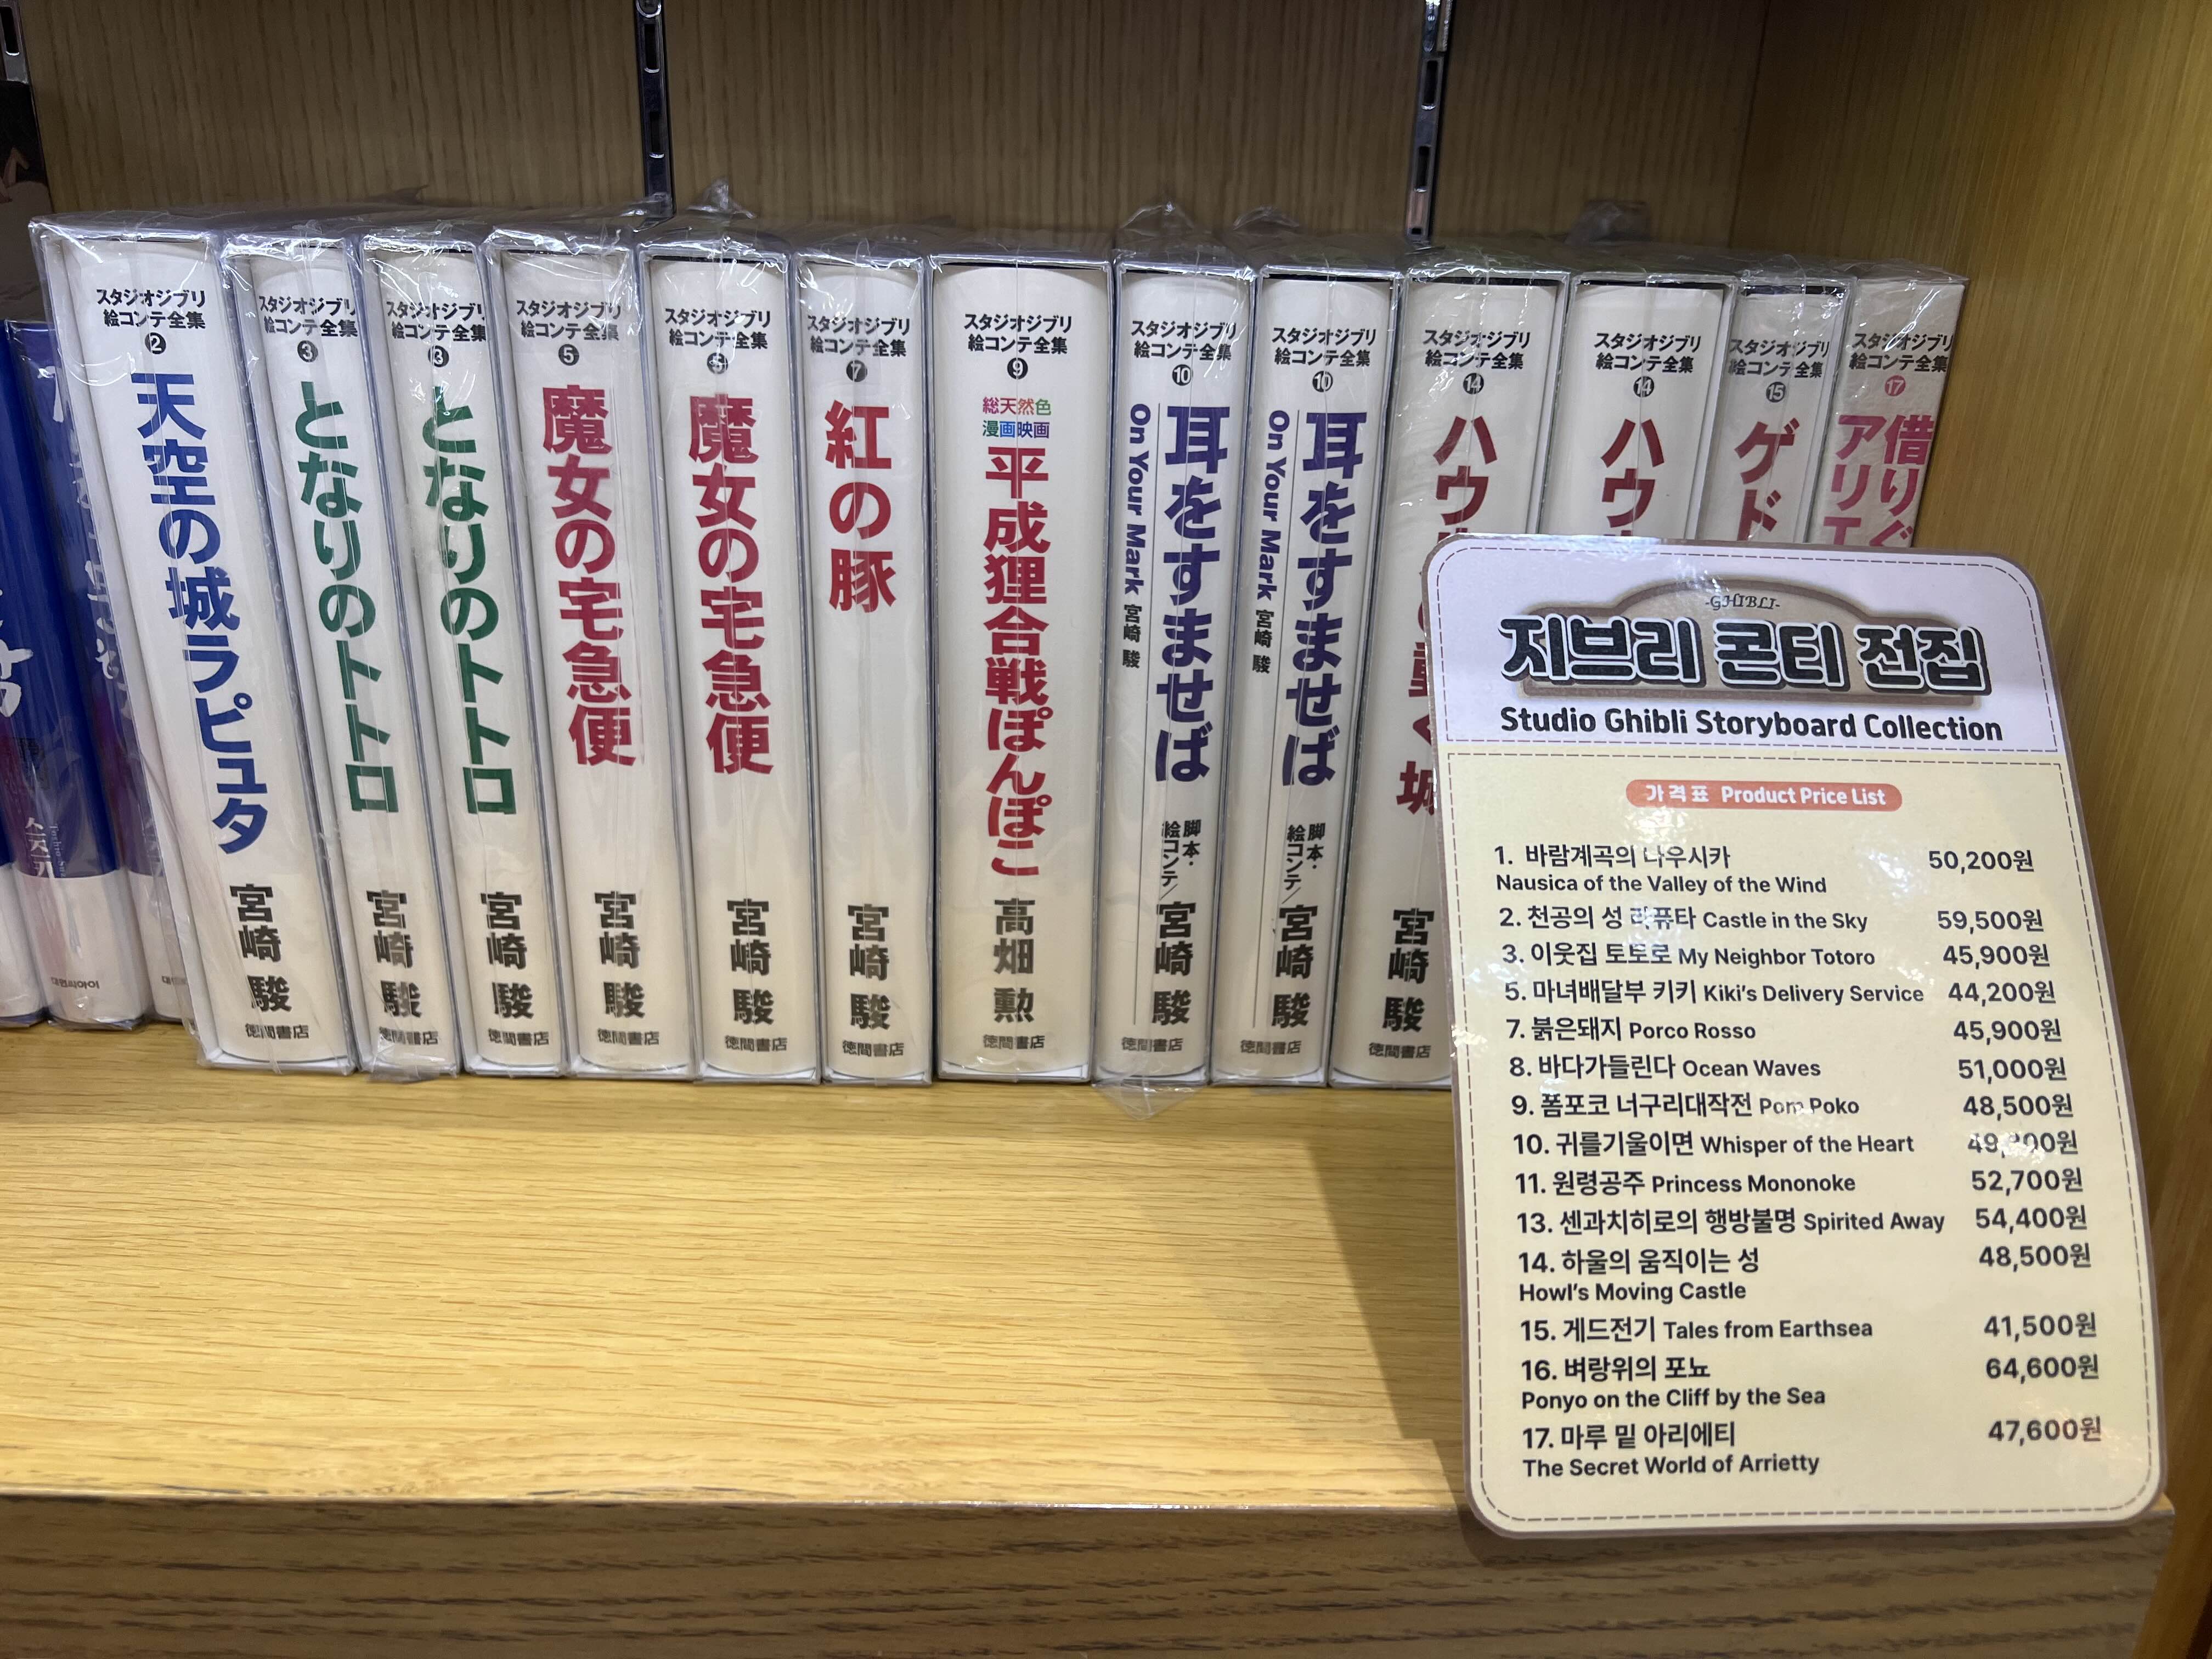 スタジオジブリ
絵コンテ全集
2
天空の城ラピュタ
宮崎 駿
徳間書店
スタジオジブリ
絵コンテ全集
3
となりのトトロ
宮崎 駿
徳間書店
スタジオジブリ
絵コンテ全集
3
となりのトトロ
宮崎 駿
徳間書店
スタジオジブリ
絵コンテ全集
5
魔女の宅急便
宮崎 駿
徳間書店
スタジオジブリ
絵コンテ全集
5
魔女の宅急便
宮崎 駿
徳間書店
スタジオジブリ
絵コンテ全集
7
紅の豚
宮崎 駿
徳間書店
スタジオジブリ
絵コンテ全集
9
総天然色
漫画映画
平成狸合戦ぽんぽこ
高畑 勲
徳間書店
スタジオジブリ
絵コンテ全集
10
耳をすませば
脚本・
絵コンテ/宮崎 駿
On Your Mark 宮崎 駿
徳間書店
スタジオジブリ
絵コンテ全集
10
耳をすませば
脚本・
絵コンテ/宮崎 駿
On Your Mark 宮崎 駿
徳間書店
スタジオジブリ
絵コンテ全集
14
ハウ
城
宮崎 駿
徳間書店
スタジオジブリ
絵コンテ全集
14
ハウ
スタジオジブリ
絵コンテ全集
15
ゲド
スタジオジブリ
絵コンテ全集
17
借りぐ
アリエ
대원씨아이
-GHIBLI-
지브리 콘티 전집
Studio Ghibli Storyboard Collection
가격표 Product Price List
1. 바람계곡의 나우시카 50,200원
Nausica of the Valley of the Wind
2. 천공의 성 라퓨타 Castle in the Sky 59,500원
3. 이웃집 토토로 My Neighbor Totoro 45,900원
5. 마녀배달부 키키 Kiki's Delivery Service 44,200원
7. 붉은돼지 Porco Rosso 45,900원
8. 바다가들린다 Ocean Waves 51,000원
9. 폼포코 너구리대작전 Pom Poko 48,500원
10. 귀를기울이면 Whisper of the Heart
11. 원령공주 Princess Mononoke 52,700원
13. 센과치히로의 행방불명 Spirited Away 54,400원
14. 하울의 움직이는 성 48,500원
Howl's Moving Castle
15. 게드전기 Tales from Earthsea 41,500원
16. 벼랑위의 포뇨 64,600원
Ponyo on the Cliff by the Sea
17. 마루 밑 아리에티 47,600원
The Secret World of Arrietty